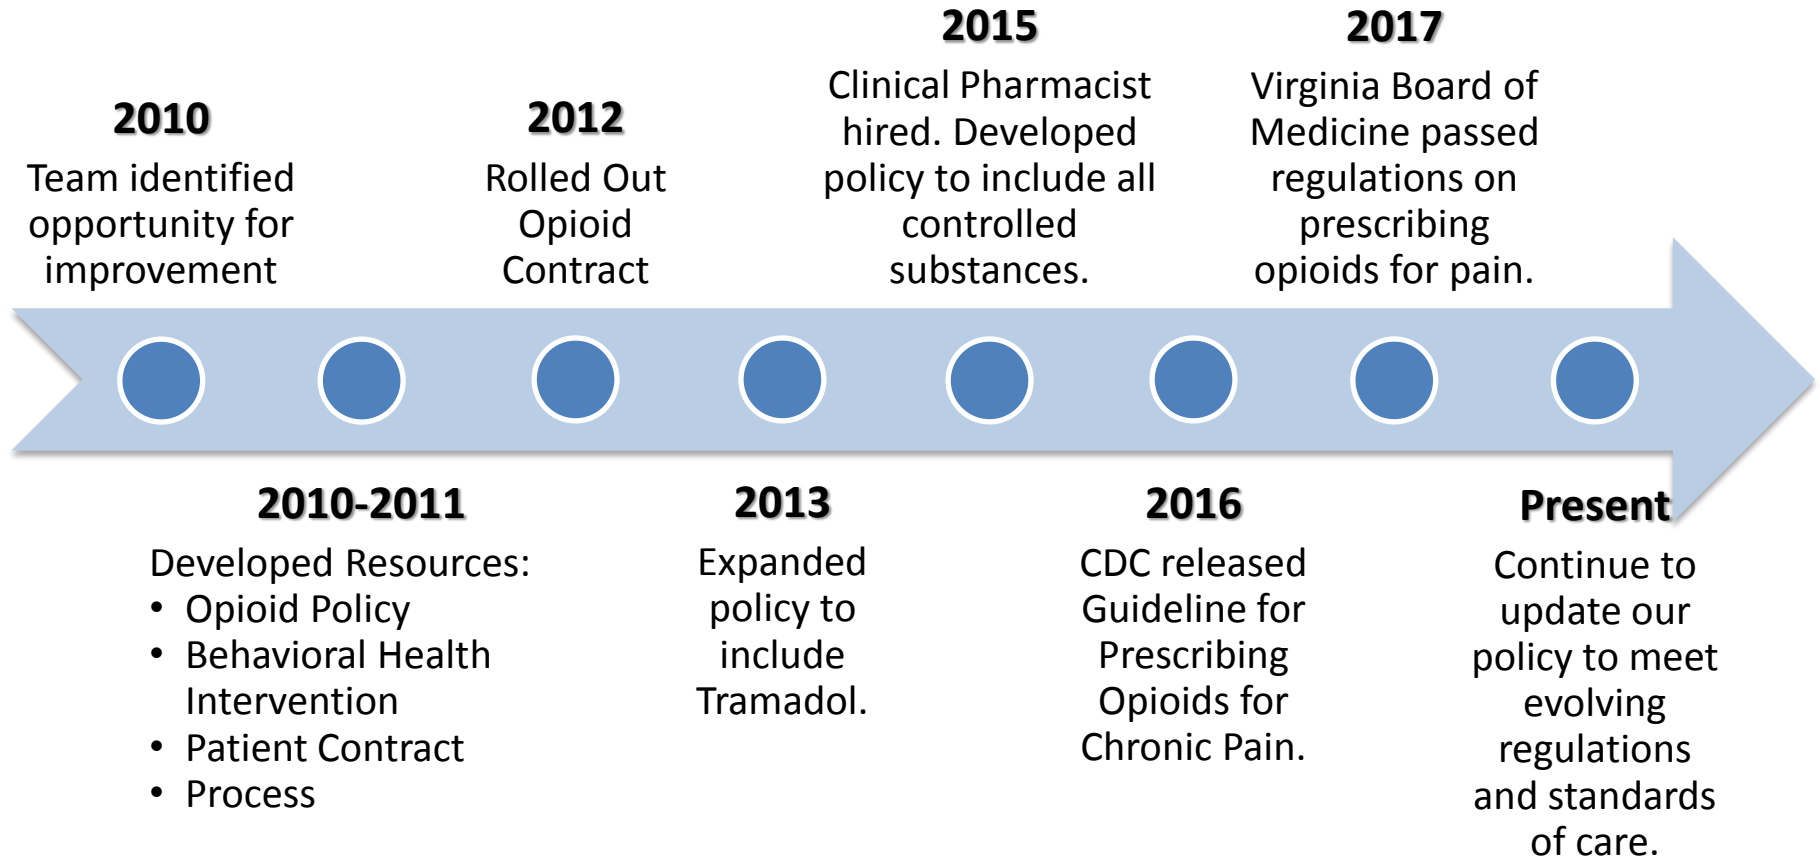 2010
Team identified
opportunity for
improvement
2010-2011
Developed Resources:
• Opioid Policy
• Behavioral Health
Intervention
• Patient Contract
• Process
2012
Rolled Out
Opioid
Contract
2013
Expanded
policy to
include
Tramadol.
2015
Clinical Pharmacist
hired. Developed
policy to include all
controlled
substances.
2016
CDC released
Guideline for
Prescribing
Opioids for
Chronic Pain.
2017
Virginia Board of
Medicine passed
regulations on
prescribing
opioids for pain.
Present
Continue to
update our
policy to meet
evolving
regulations
and standards
of care.